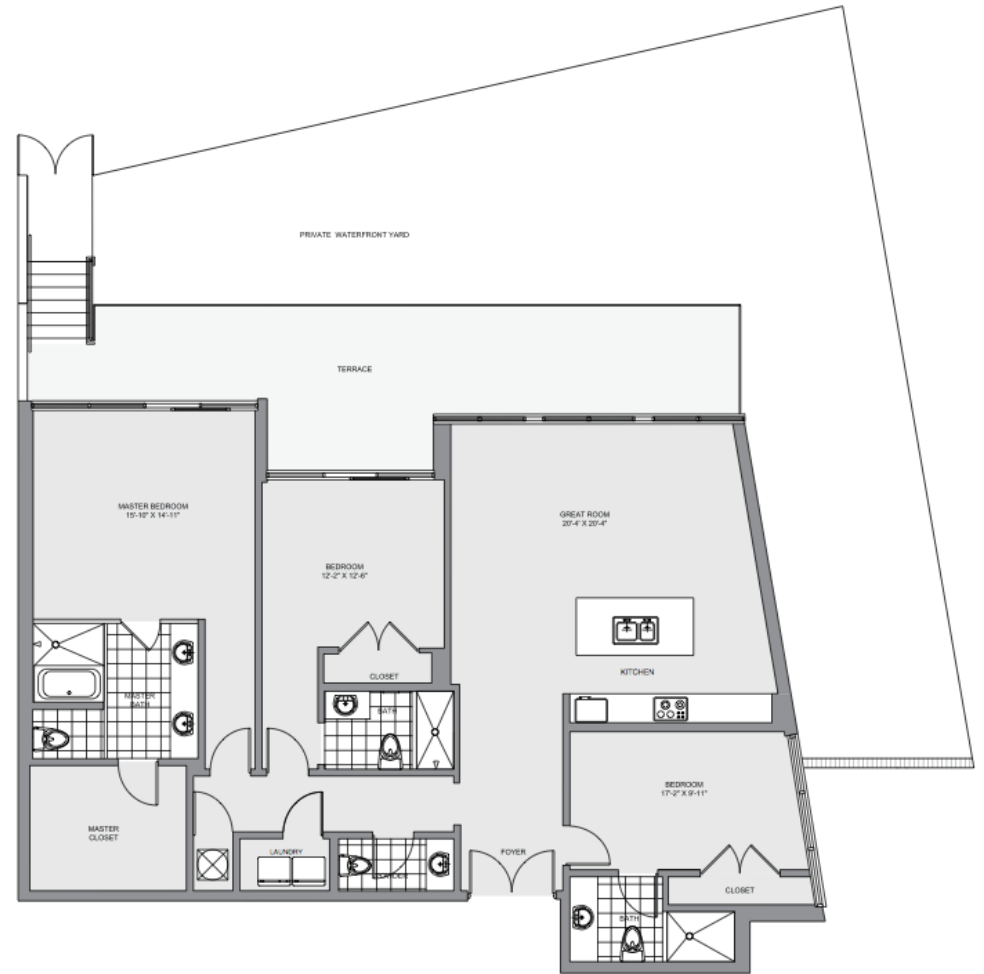 PRIVATE WATERFRONT YARD
TERRACE
MASTER BEDROOM
15'-10" X 14'-11"
GREAT ROOM
20'-4" X 20'-4"
BEDROOM
12'-2" X 12'-6"
KITCHEN
CLOSET
MASTER
BATH
BATH
BEDROOM
17'-2" X 9'-11"
MASTER
CLOSET
LAUNDRY
FOYER
CLOSET
BATH